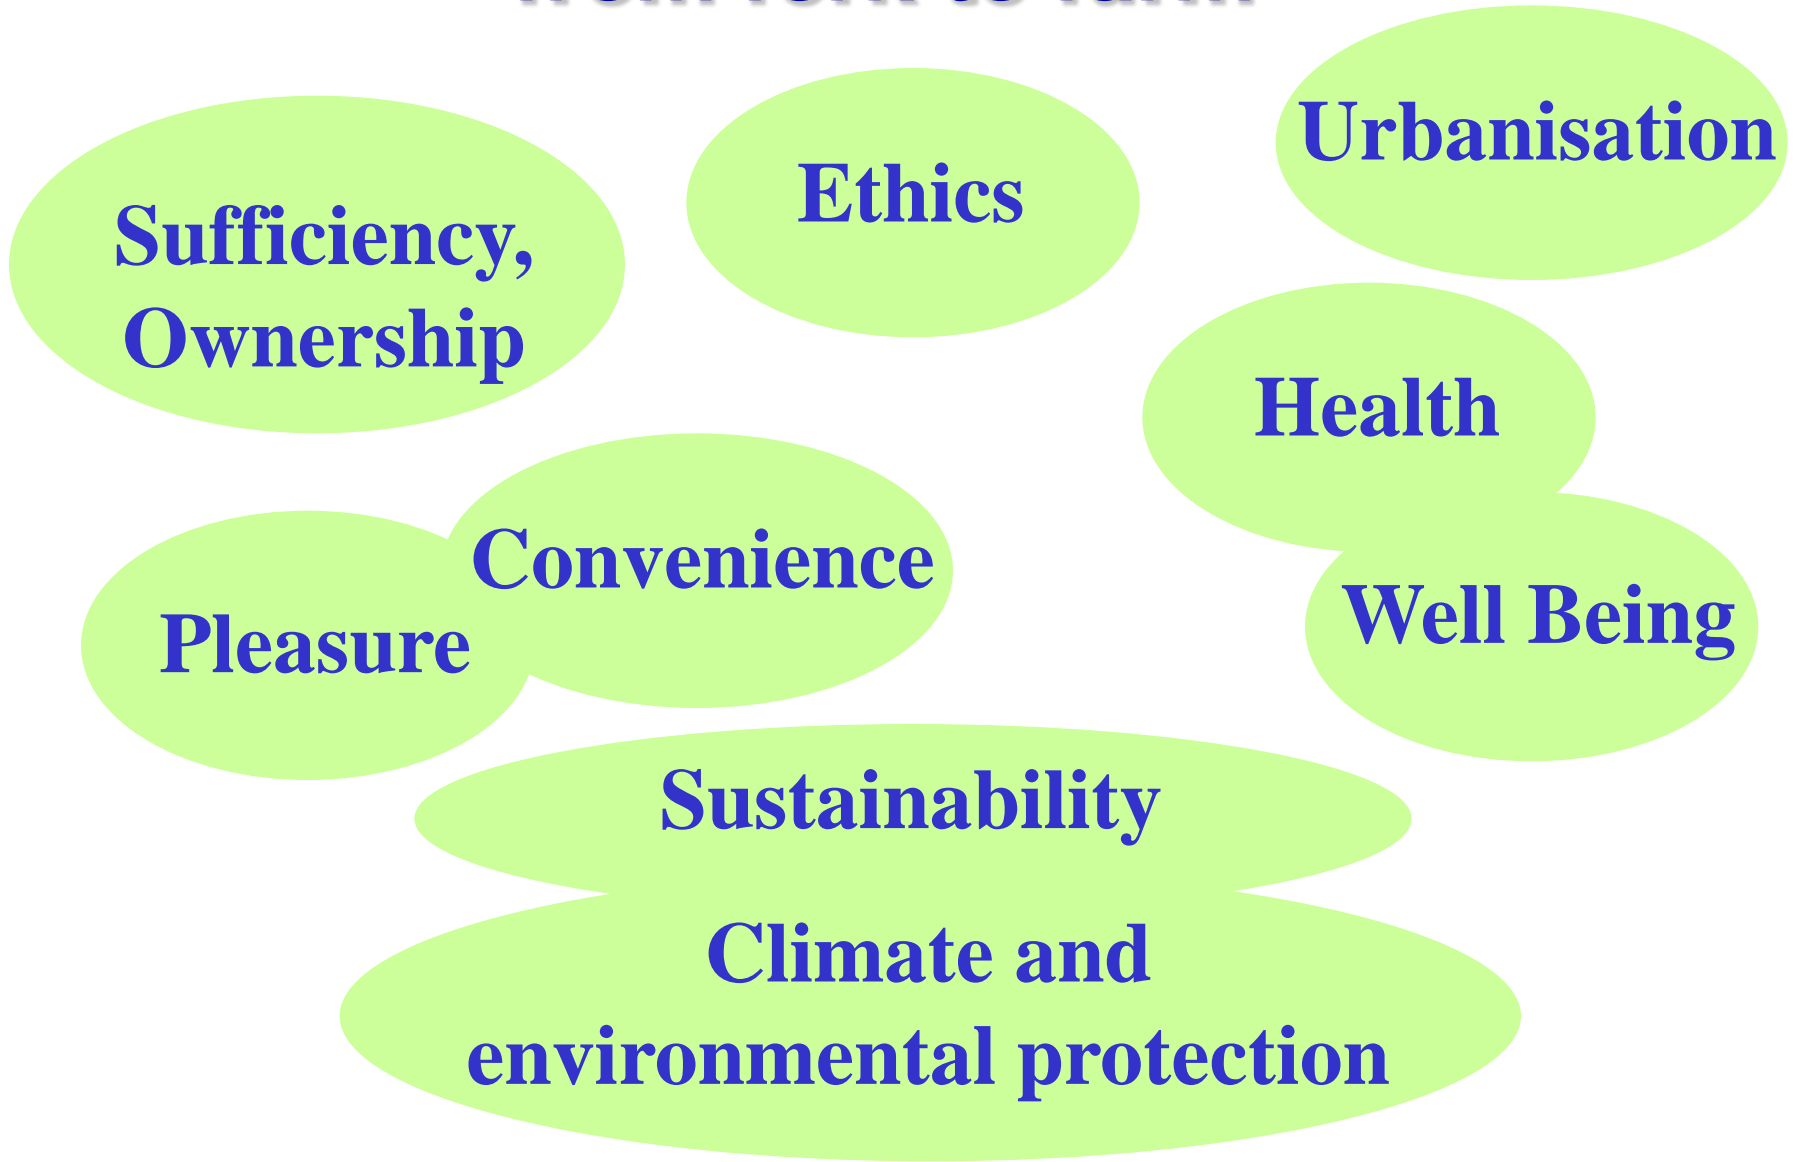 Urbanisation
Ethics
Sufficiency,
Ownership
Health
Convenience
Well Being
Pleasure
Sustainability
Climate and
environmental protection